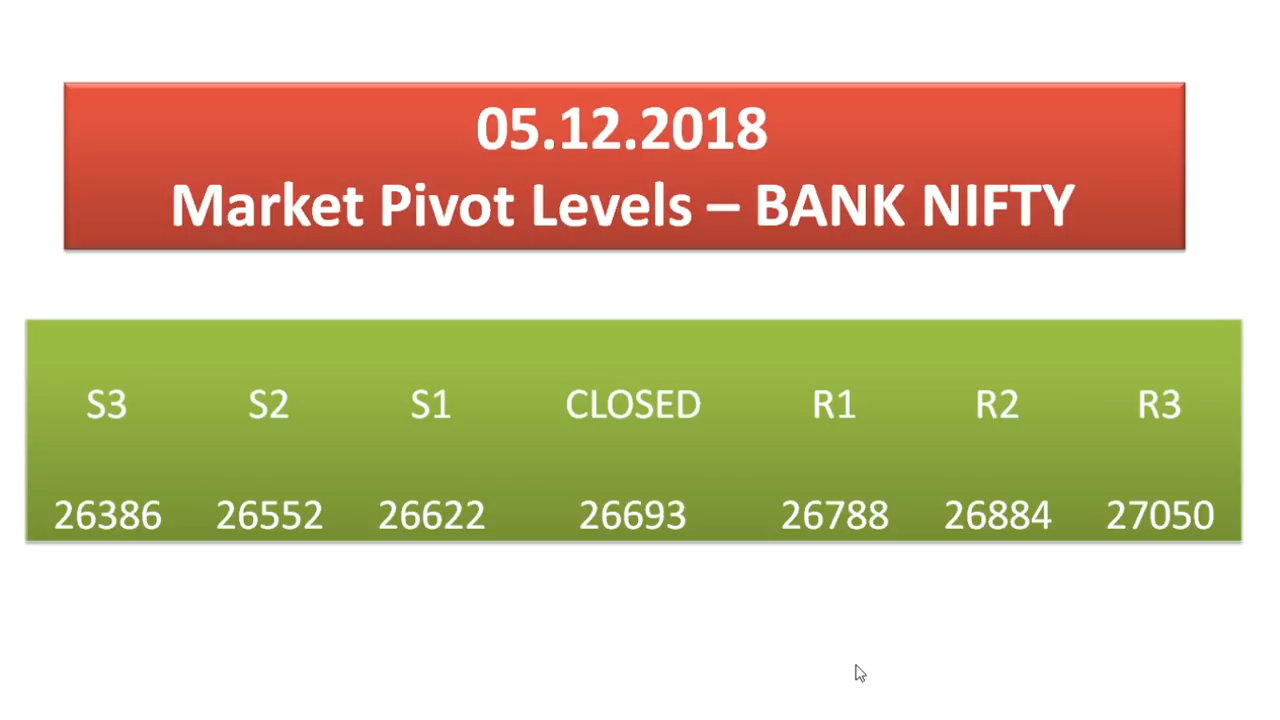 05.12.2018
Market Pivot Levels – BANK NIFTY
S3 S2 S1 CLOSED R1 R2 R3
26386 26552 26622 26693 26788 26884 27050